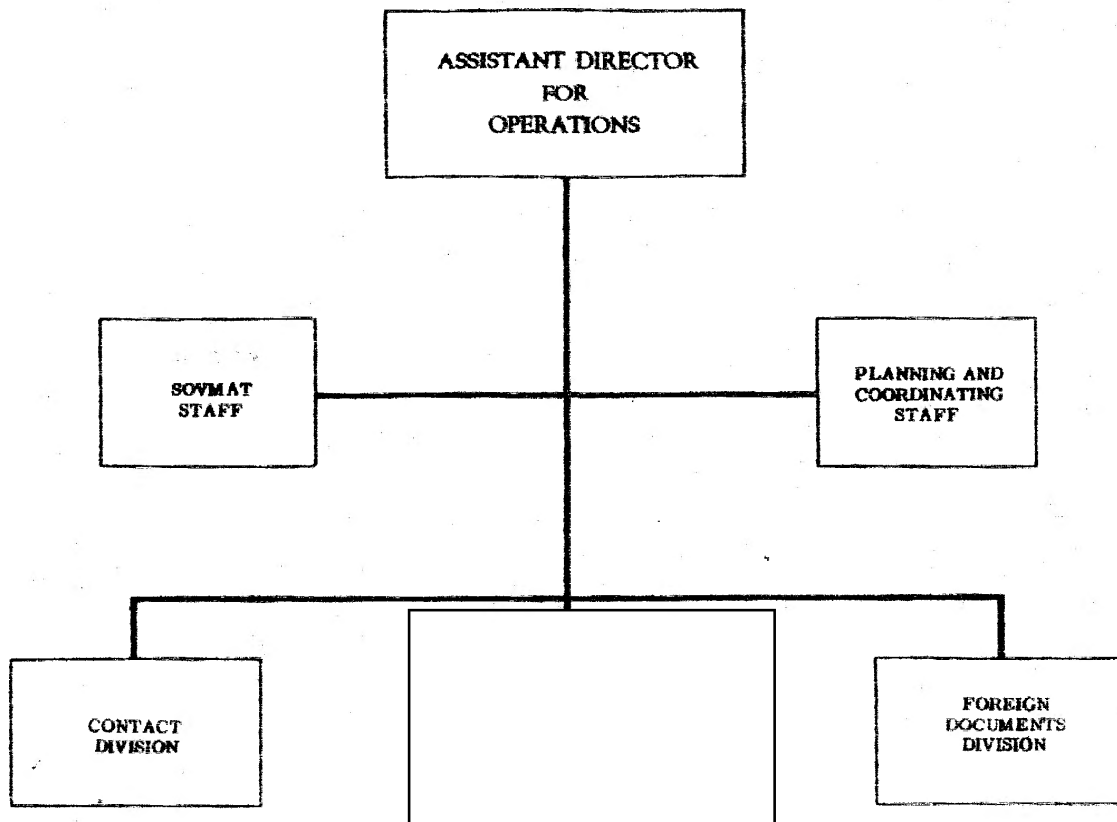 ASSISTANT DIRECTOR
FOR
OPERATIONS
SOVMAT
STAFF
PLANNING AND
COORDINATING
STAFF
CONTACT
DIVISION
FOREIGN
DOCUMENTS
DIVISION